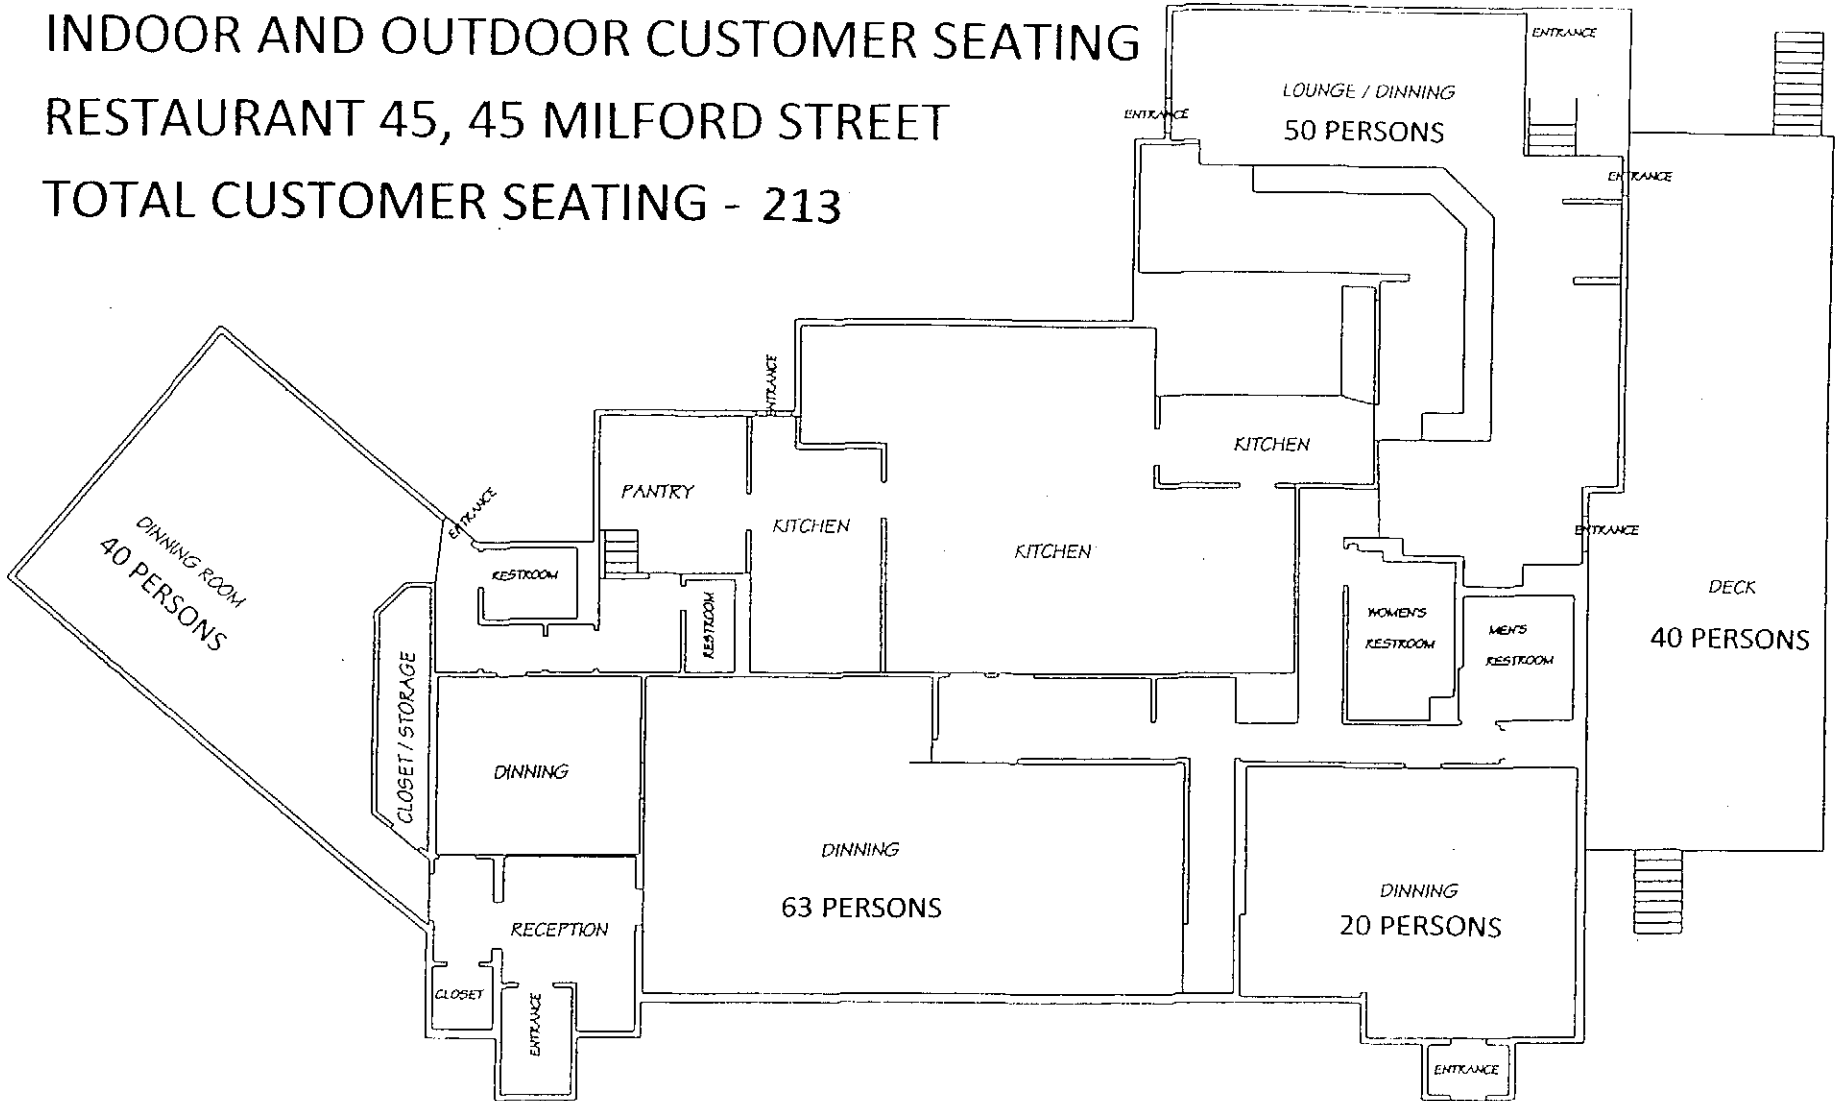 INDOOR AND OUTDOOR CUSTOMER SEATING
RESTAURANT 45, 45 MILFORD STREET
TOTAL CUSTOMER SEATING - 213
ENTRANCE
LOUNGE / DINNING
50 PERSONS
ENTRANCE
ENTRANCE
ENTRANCE
KITCHEN
PANTRY
ENTRANCE
KITCHEN
KITCHEN
ENTRANCE
DINNING ROOM
40 PERSONS
RESTROOM
RESTROOM
WOMEN'S
RESTROOM
MEN'S
RESTROOM
DECK
40 PERSONS
CLOSET / STORAGE
DINNING
DINNING
63 PERSONS
DINNING
20 PERSONS
RECEPTION
CLOSET
ENTRANCE
ENTRANCE